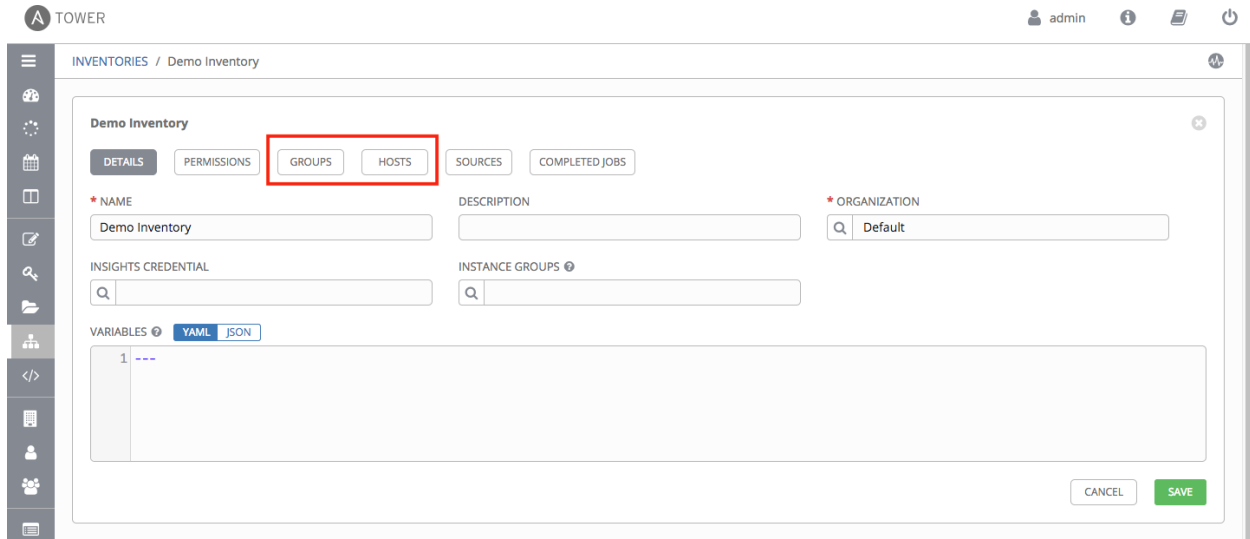 A TOWER admin
INVENTORIES / Demo Inventory
Demo Inventory
DETAILS PERMISSIONS GROUPS HOSTS SOURCES COMPLETED JOBS
* NAME DESCRIPTION * ORGANIZATION
Demo Inventory Default
INSIGHTS CREDENTIAL INSTANCE GROUPS
VARIABLES YAML JSON
1 ---
CANCEL SAVE